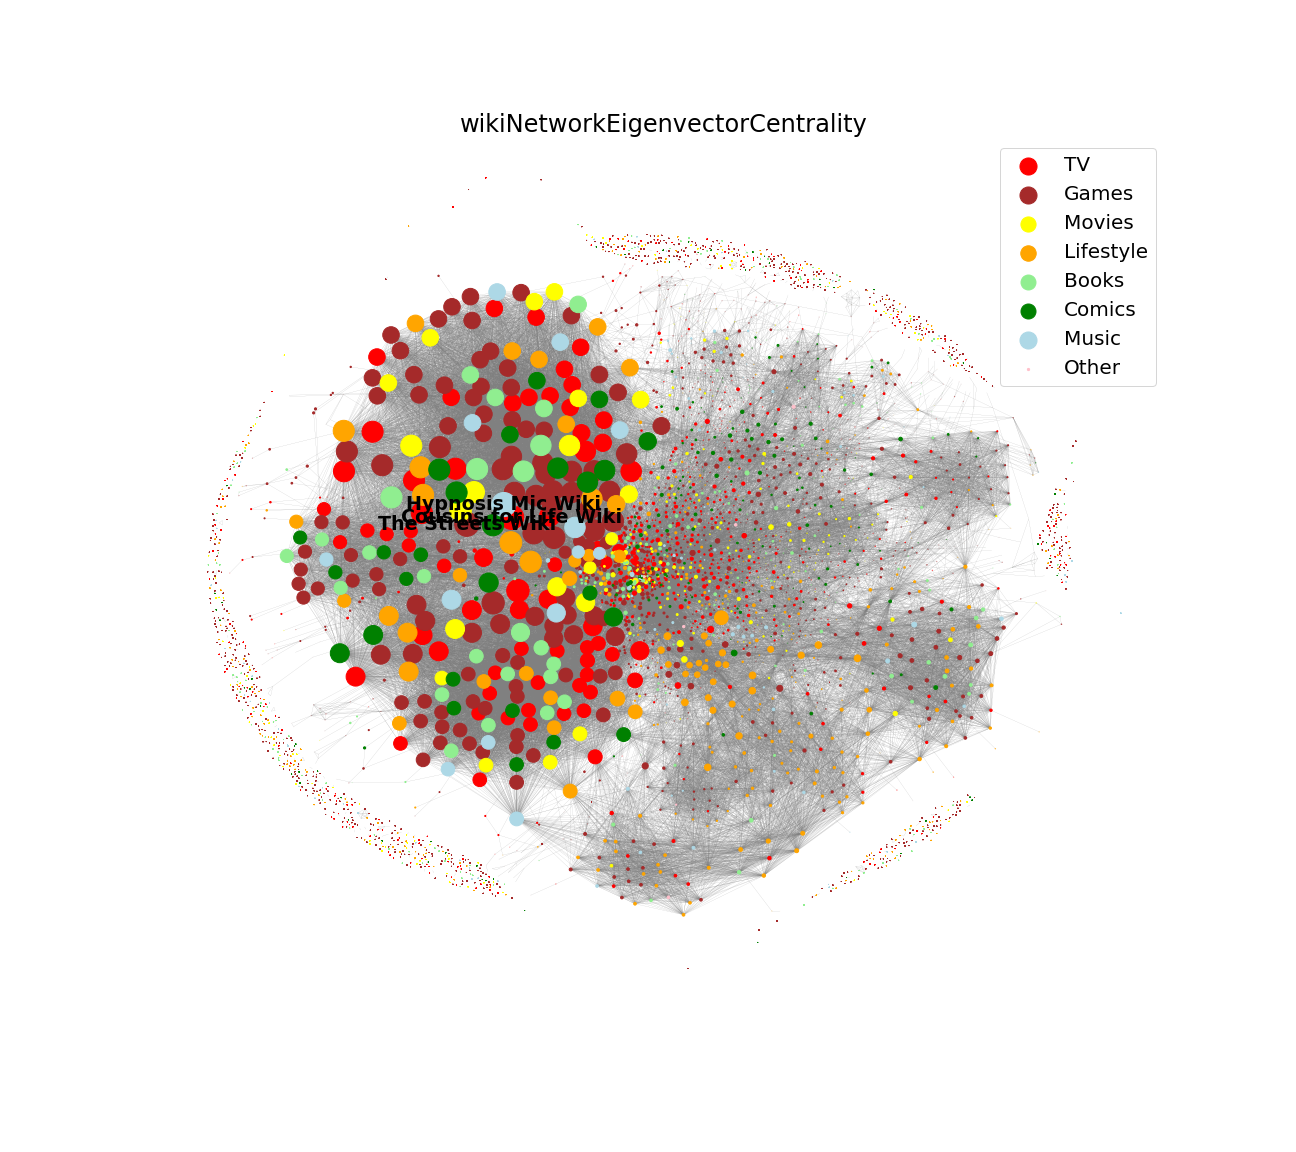 wikiNetworkEigenvectorCentrality
TV
Games
Movies
Lifestyle
Books
Comics
Music
Other
Hypnosis Mic Wiki
Cousins for Life Wiki
The Streets Wiki